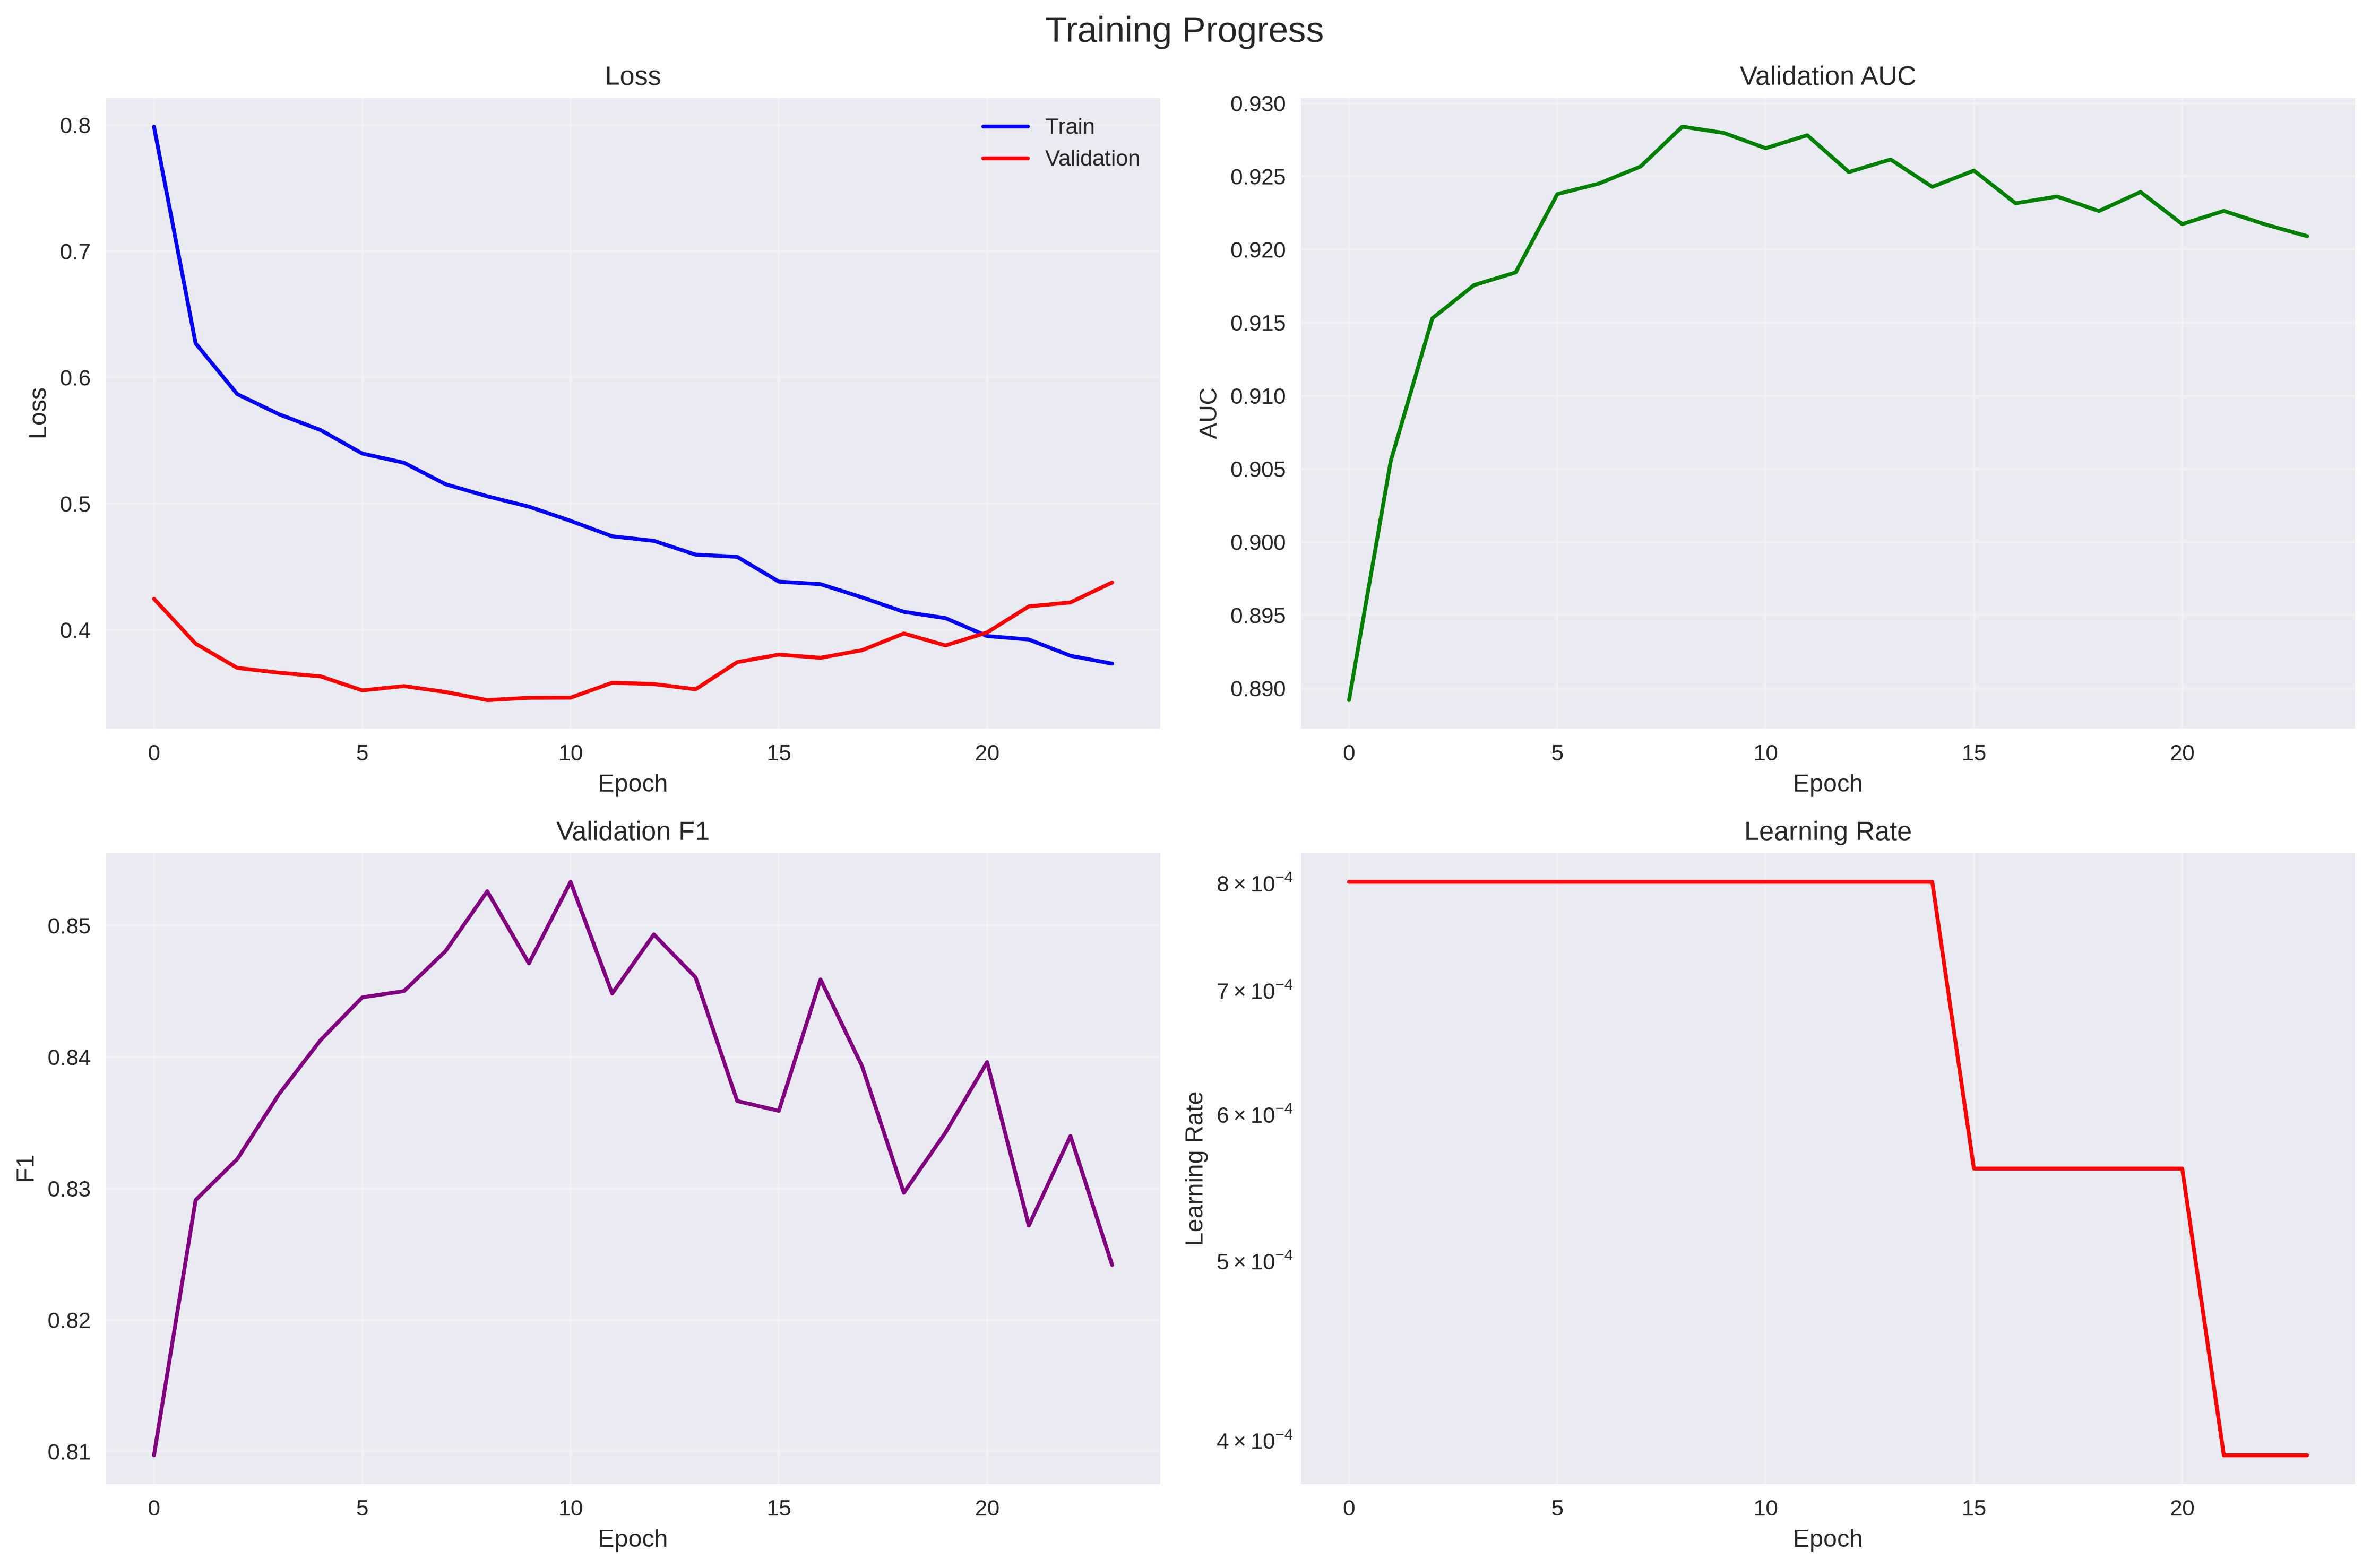 Training Progress
Loss
Loss
0.8
0.7
0.6
0.5
0.4
Train
Validation
0 5 10 15 20
Epoch
Validation AUC
AUC
0.930
0.925
0.920
0.915
0.910
0.905
0.900
0.895
0.890
0 5 10 15 20
Epoch
Validation F1
F1
0.85
0.84
0.83
0.82
0.81
0 5 10 15 20
Epoch
Learning Rate
Learning Rate
8×10⁻⁴
7×10⁻⁴
6×10⁻⁴
5×10⁻⁴
4×10⁻⁴
0 5 10 15 20
Epoch